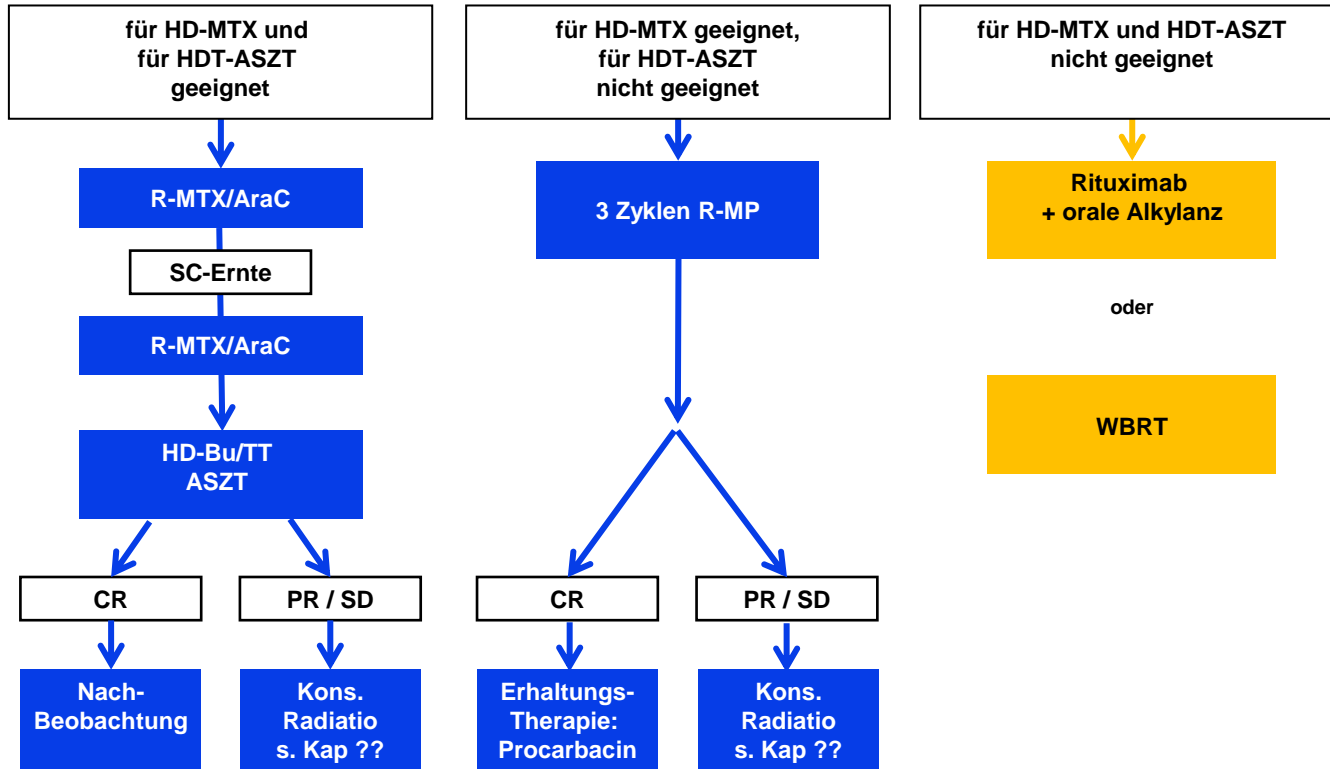 für HD-MTX und
für HDT-ASZT
geeignet
R-MTX/AraC
SC-Ernte
R-MTX/AraC
HD-Bu/TT
ASZT
CR
Nach-
Beobachtung
PR / SD
Kons.
Radiatio
s. Kap ??
für HD-MTX geeignet,
für HDT-ASZT
nicht geeignet
3 Zyklen R-MP
CR
Erhaltungs-
Therapie:
Procarbacin
PR / SD
Kons.
Radiatio
s. Kap ??
für HD-MTX und HDT-ASZT
nicht geeignet
Rituximab
+ orale Alkylanz
oder
WBRT